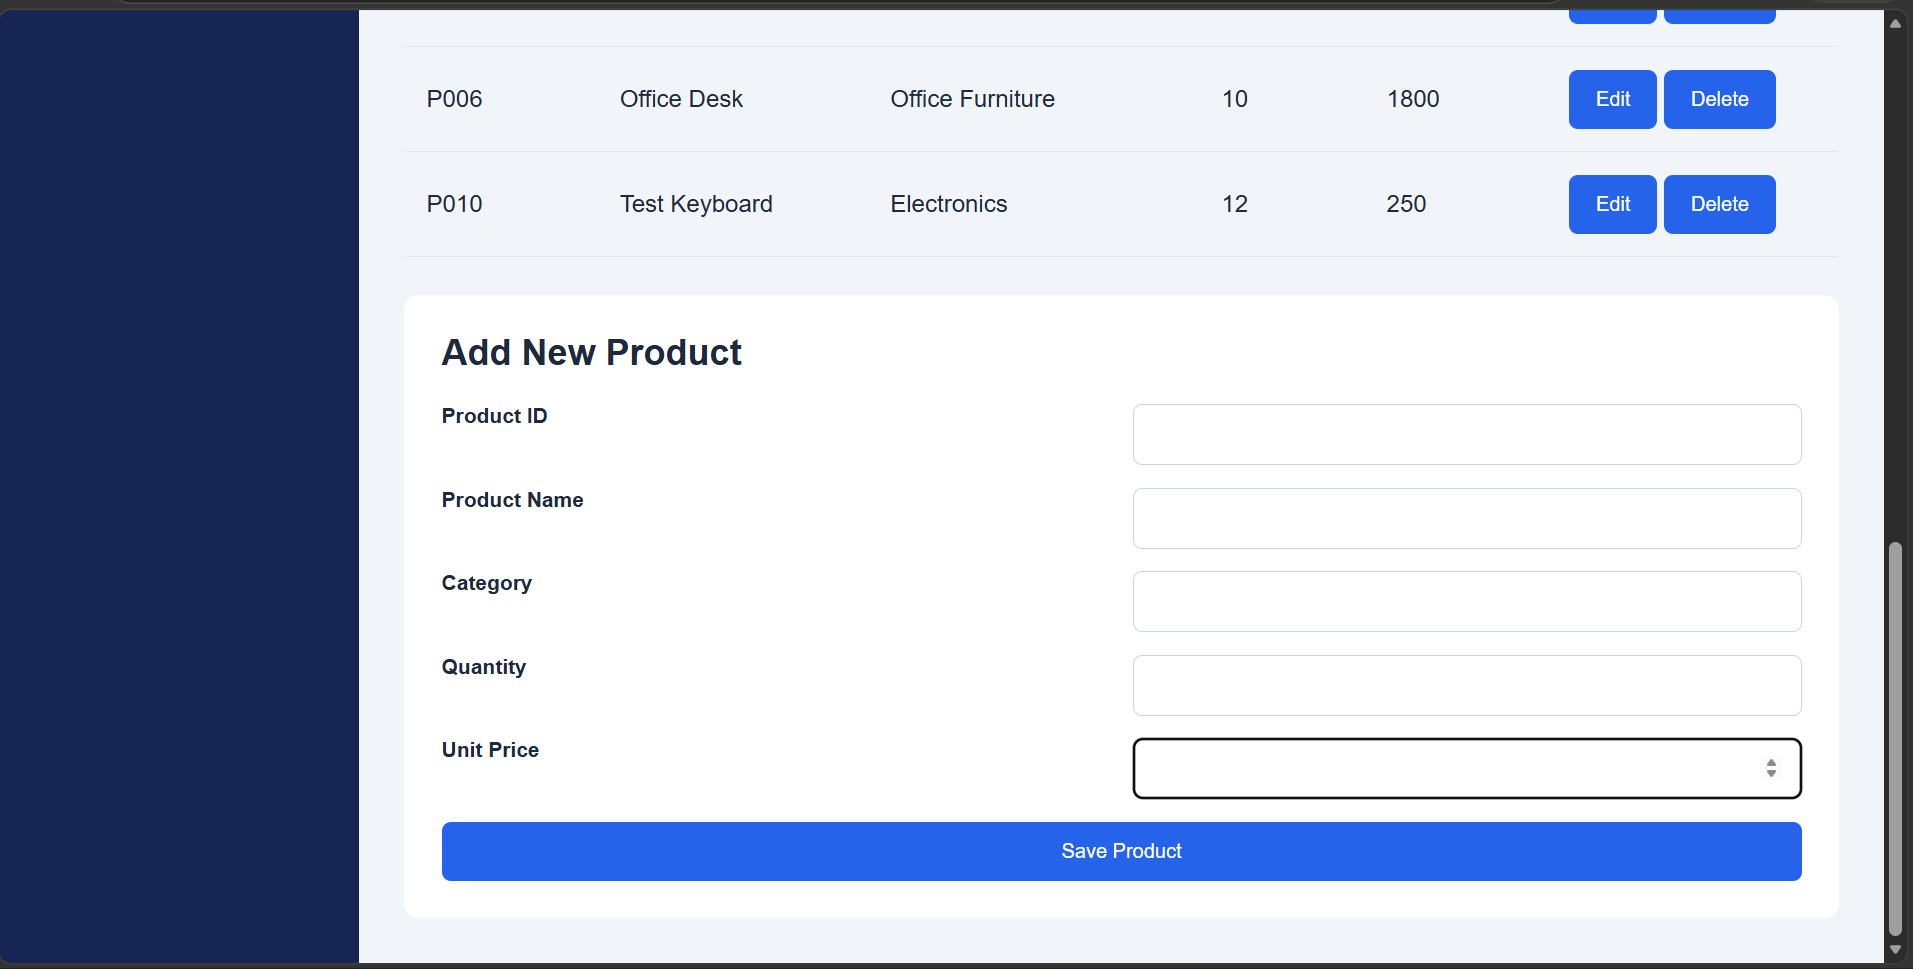 P006 Office Desk Office Furniture 10 1800 Edit Delete
P010 Test Keyboard Electronics 12 250 Edit Delete
Add New Product
Product ID
Product Name
Category
Quantity
Unit Price
Save Product